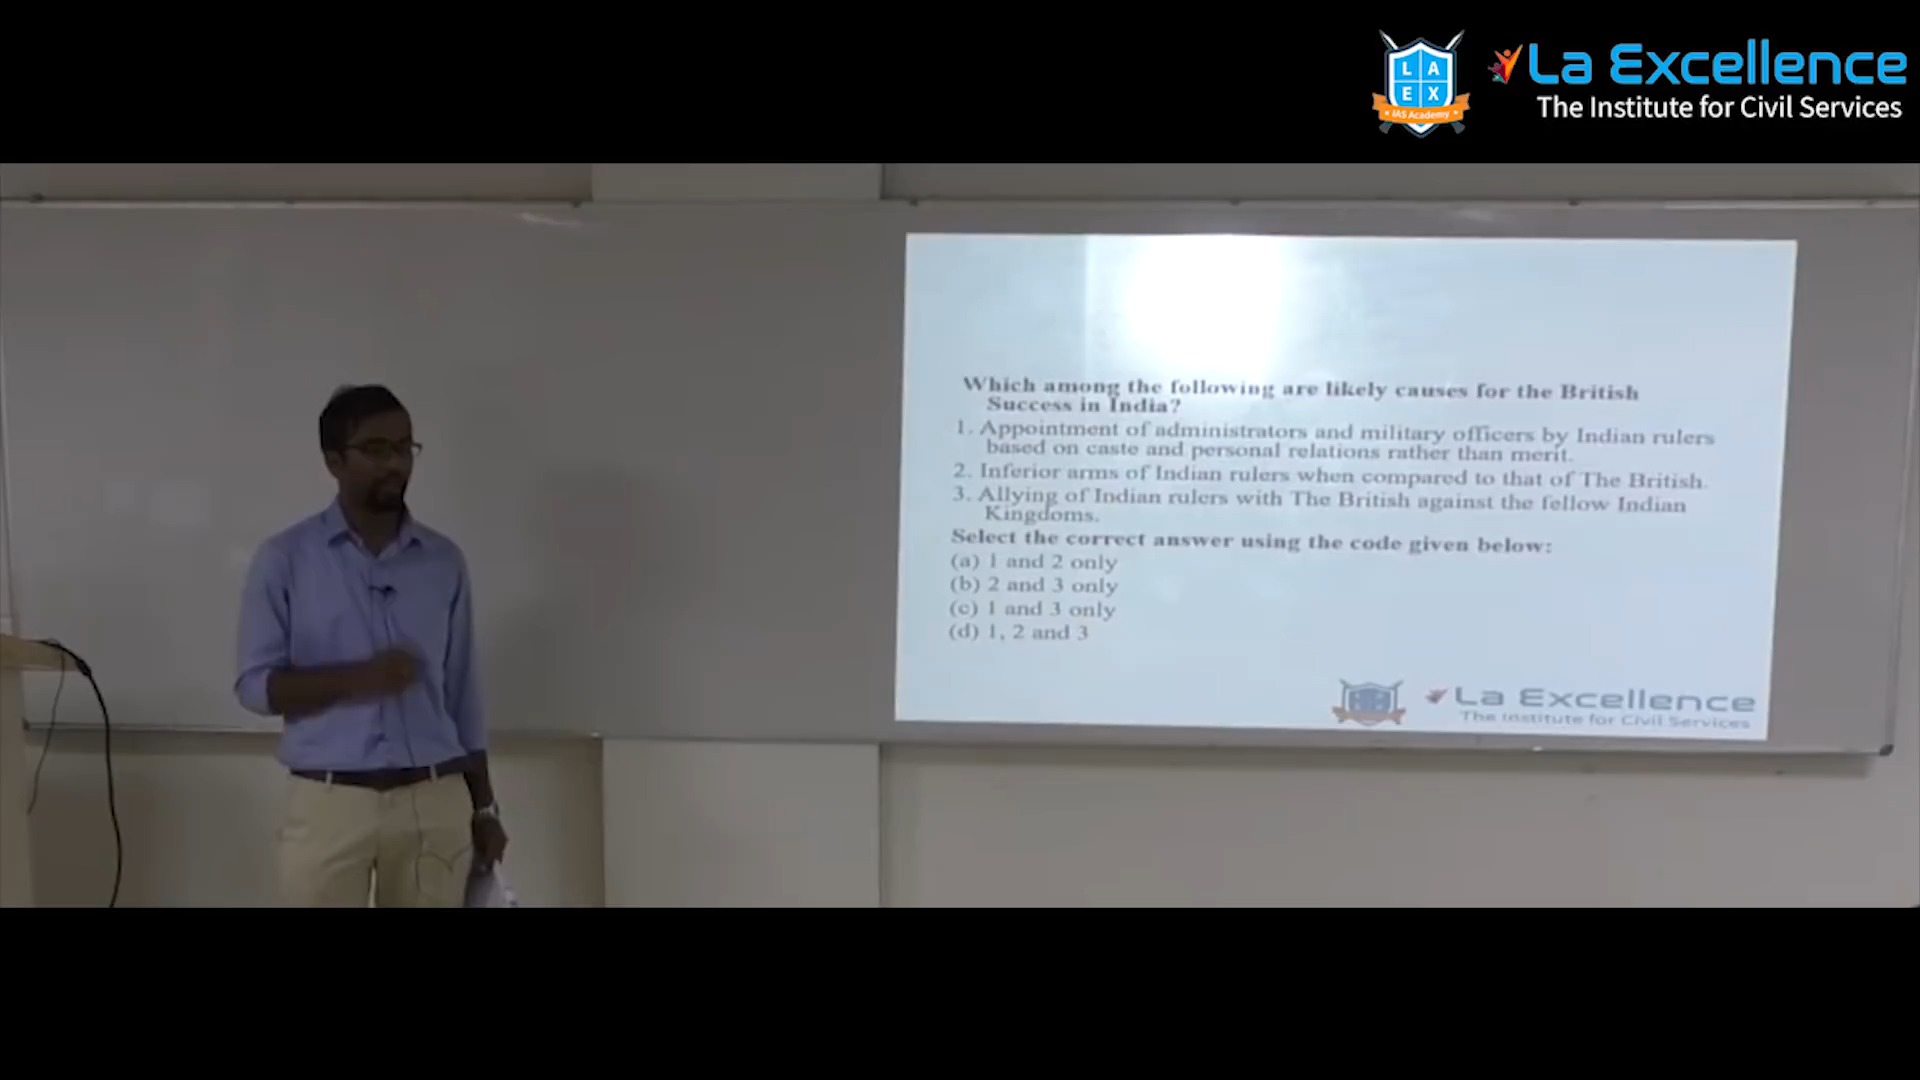 L A
E X
IAS Academy
La Excellence
The Institute for Civil Services
Which among the following are likely causes for the British
Success in India?
1. Appointment of administrators and military officers by Indian rulers
based on caste and personal relations rather than merit.
2. Inferior arms of Indian rulers when compared to that of The British.
3. Allying of Indian rulers with The British against the fellow Indian
Kingdoms.
Select the correct answer using the code given below:
(a) 1 and 2 only
(b) 2 and 3 only
(c) 1 and 3 only
(d) 1, 2 and 3
La Excellence
The Institute for Civil Services